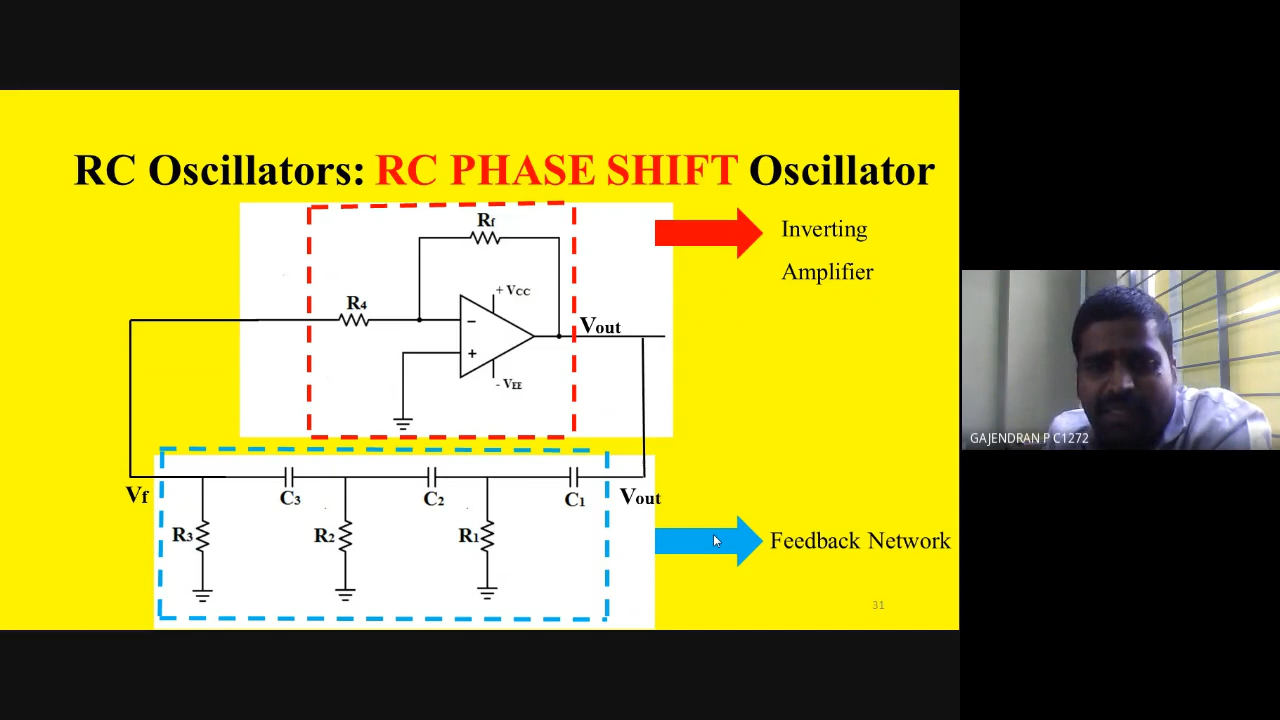 RC Oscillators: RC PHASE SHIFT Oscillator
Rf
Inverting
Amplifier
+ VCC
R4
−
Vout
+
- VEE
Vf
C3
C2
C1
Vout
R3
R2
R1
Feedback Network
31
GAJENDRAN P C1272